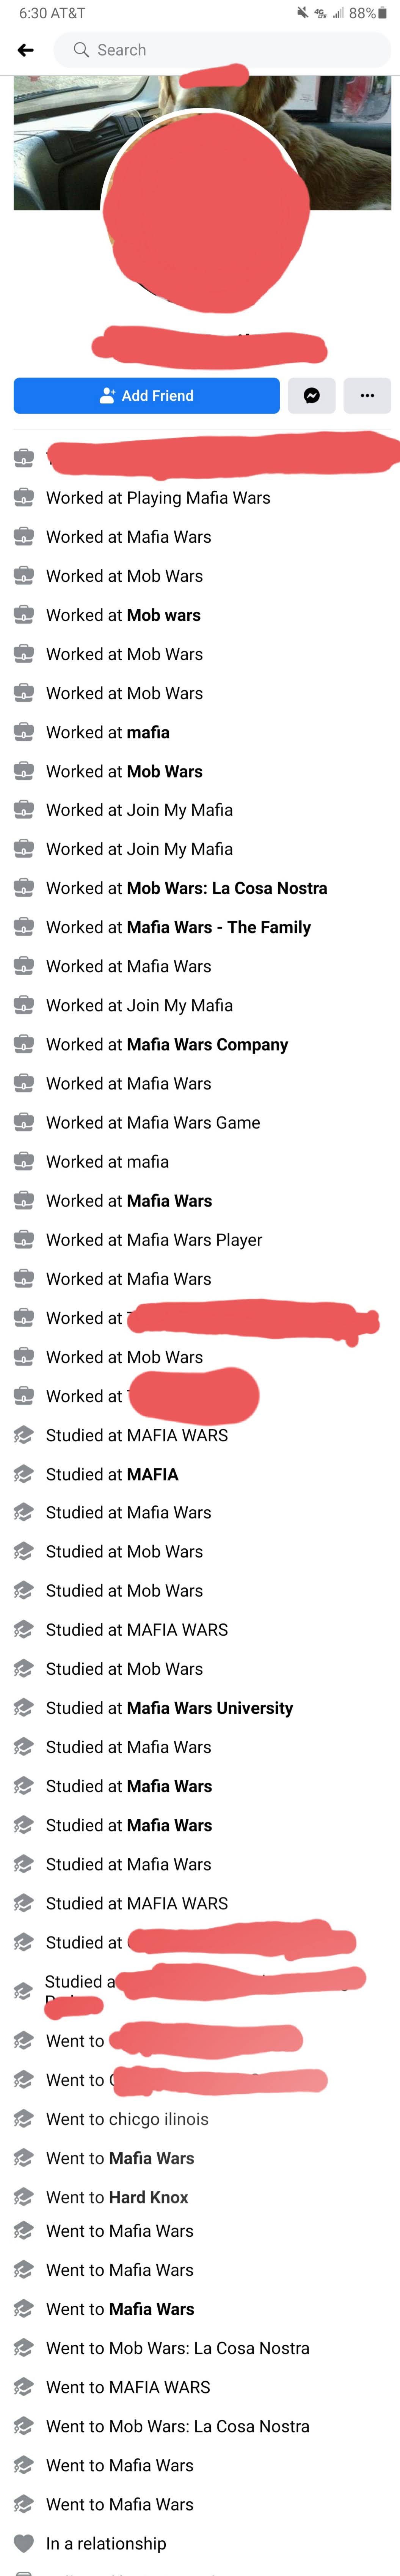 6:30 AT&T
4G 88%
Search
Add Friend
Worked at Playing Mafia Wars
Worked at Mafia Wars
Worked at Mob Wars
Worked at Mob wars
Worked at Mob Wars
Worked at Mob Wars
Worked at mafia
Worked at Mob Wars
Worked at Join My Mafia
Worked at Join My Mafia
Worked at Mob Wars: La Cosa Nostra
Worked at Mafia Wars - The Family
Worked at Mafia Wars
Worked at Join My Mafia
Worked at Mafia Wars Company
Worked at Mafia Wars
Worked at Mafia Wars Game
Worked at mafia
Worked at Mafia Wars
Worked at Mafia Wars Player
Worked at Mafia Wars
Worked at
Worked at Mob Wars
Worked at
Studied at MAFIA WARS
Studied at MAFIA
Studied at Mafia Wars
Studied at Mob Wars
Studied at Mob Wars
Studied at MAFIA WARS
Studied at Mob Wars
Studied at Mafia Wars University
Studied at Mafia Wars
Studied at Mafia Wars
Studied at Mafia Wars
Studied at Mafia Wars
Studied at MAFIA WARS
Studied at
Studied a
Went to
Went to
Went to chicgo ilinois
Went to Mafia Wars
Went to Hard Knox
Went to Mafia Wars
Went to Mafia Wars
Went to Mafia Wars
Went to Mob Wars: La Cosa Nostra
Went to MAFIA WARS
Went to Mob Wars: La Cosa Nostra
Went to Mafia Wars
Went to Mafia Wars
In a relationship